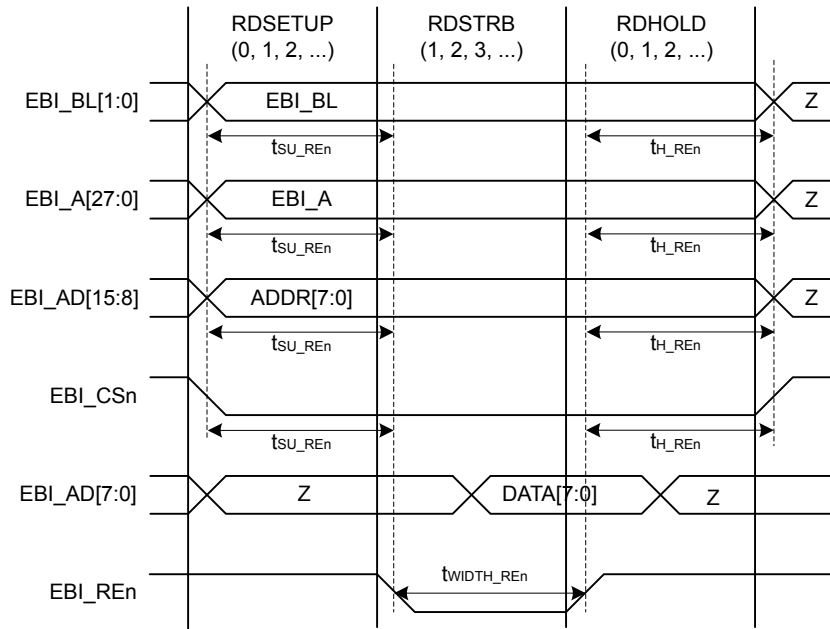 RDSETUP RDSTRB RDHOLD
(0, 1, 2, ...) (1, 2, 3, ...) (0, 1, 2, ...)
EBI_BL[1:0] EBI_BL Z
tSU_REn tH_REn
EBI_A[27:0] EBI_A Z
tSU_REn tH_REn
EBI_AD[15:8] ADDR[7:0] Z
tSU_REn tH_REn
EBI_CSn
tSU_REn tH_REn
EBI_AD[7:0] Z DATA[7:0] Z
tWIDTH_REn
EBI_REn